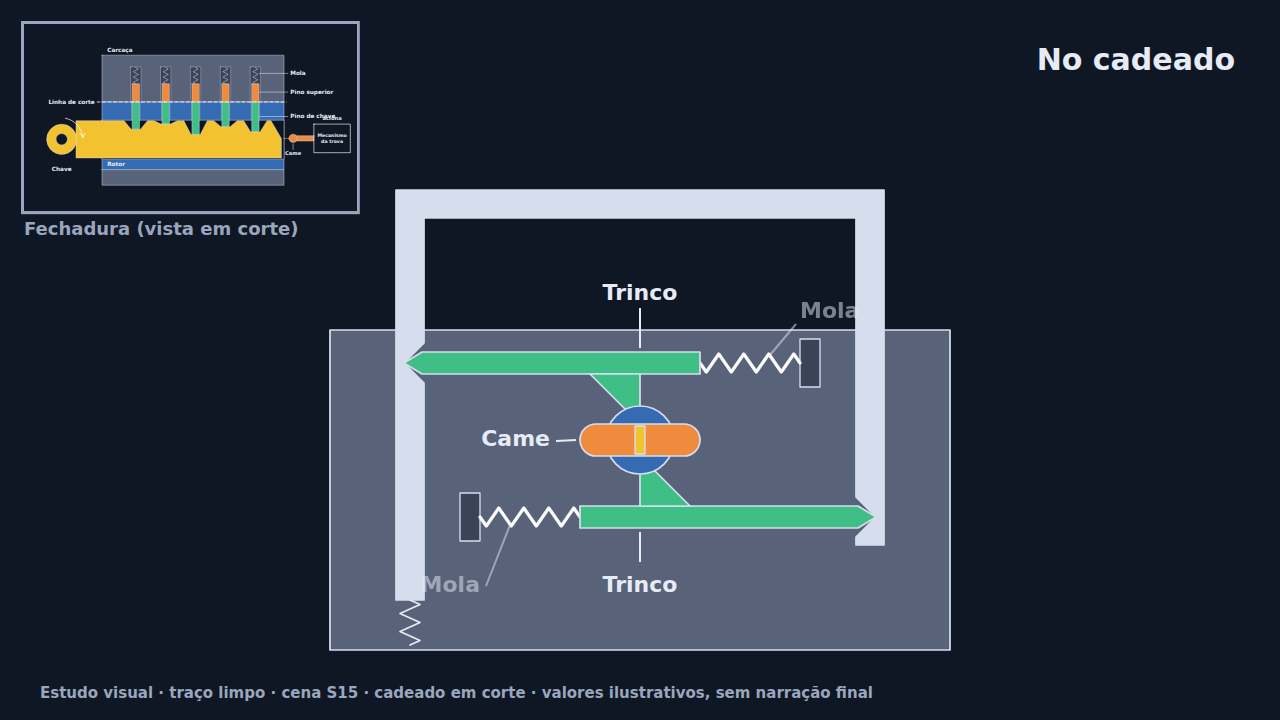 No cadeado
Carcaça
Mola
Pino superior
Linha de corte
Pino de chave
Mecanismo
da trava
Came
Rotor
Chave
Fechadura (vista em corte)
Trinco
Mola
Came
Mola
Trinco
Estudo visual · traço limpo · cena S15 · cadeado em corte · valores ilustrativos, sem narração final